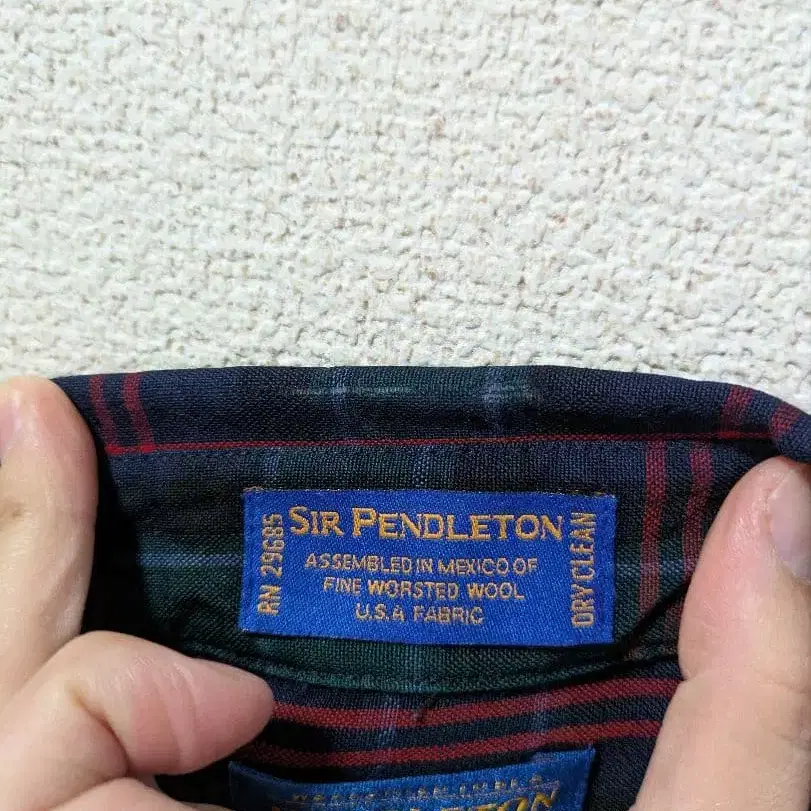 SIR PENDLETON
ASSEMBLED IN MEXICO OF
FINE WORSTED WOOL
U.S.A FABRIC
RN 29685
DRY CLEAN